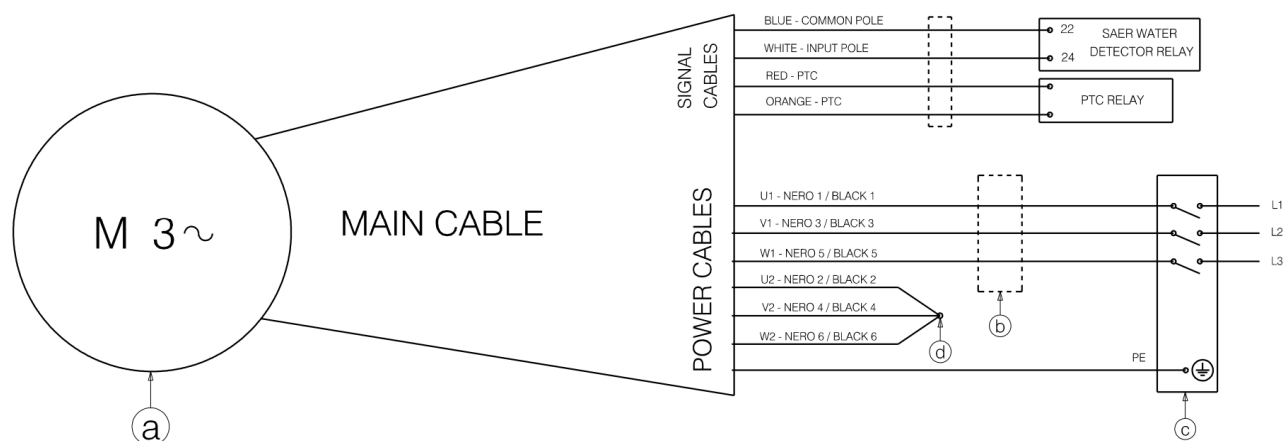 BLUE - COMMON POLE
22
SAER WATER
DETECTOR RELAY
WHITE - INPUT POLE
24
RED - PTC
ORANGE - PTC
PTC RELAY
SIGNAL
CABLES
M 3~
MAIN CABLE
POWER CABLES
U1 - NERO 1 / BLACK 1
L1
V1 - NERO 3 / BLACK 3
L2
W1 - NERO 5 / BLACK 5
L3
U2 - NERO 2 / BLACK 2
V2 - NERO 4 / BLACK 4
W2 - NERO 6 / BLACK 6
PE
a
b
d
c